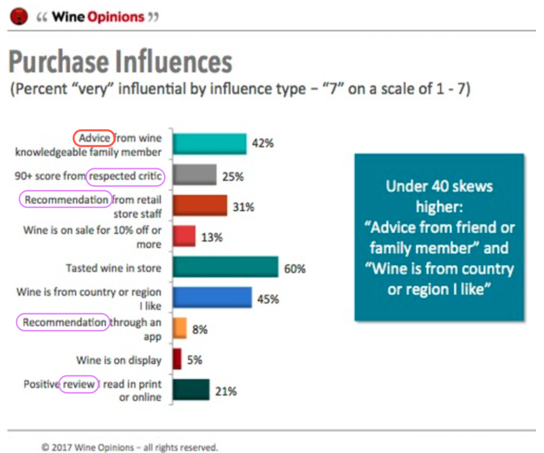 “ Wine Opinions ”
Purchase Influences
(Percent “very” influential by influence type – “7” on a scale of 1 - 7)
Advice from wine
knowledgeable family member
42%
90+ score from respected critic
25%
Recommendation from retail
store staff
31%
Wine is on sale for 10% off or
more
13%
Tasted wine in store
60%
Wine is from country or region
I like
45%
Recommendation through an
app
8%
Wine is on display
5%
Positive review I read in print
or online
21%
Under 40 skews
higher:
“Advice from friend or
family member” and
“Wine is from country
or region I like”
© 2017 Wine Opinions – all rights reserved.